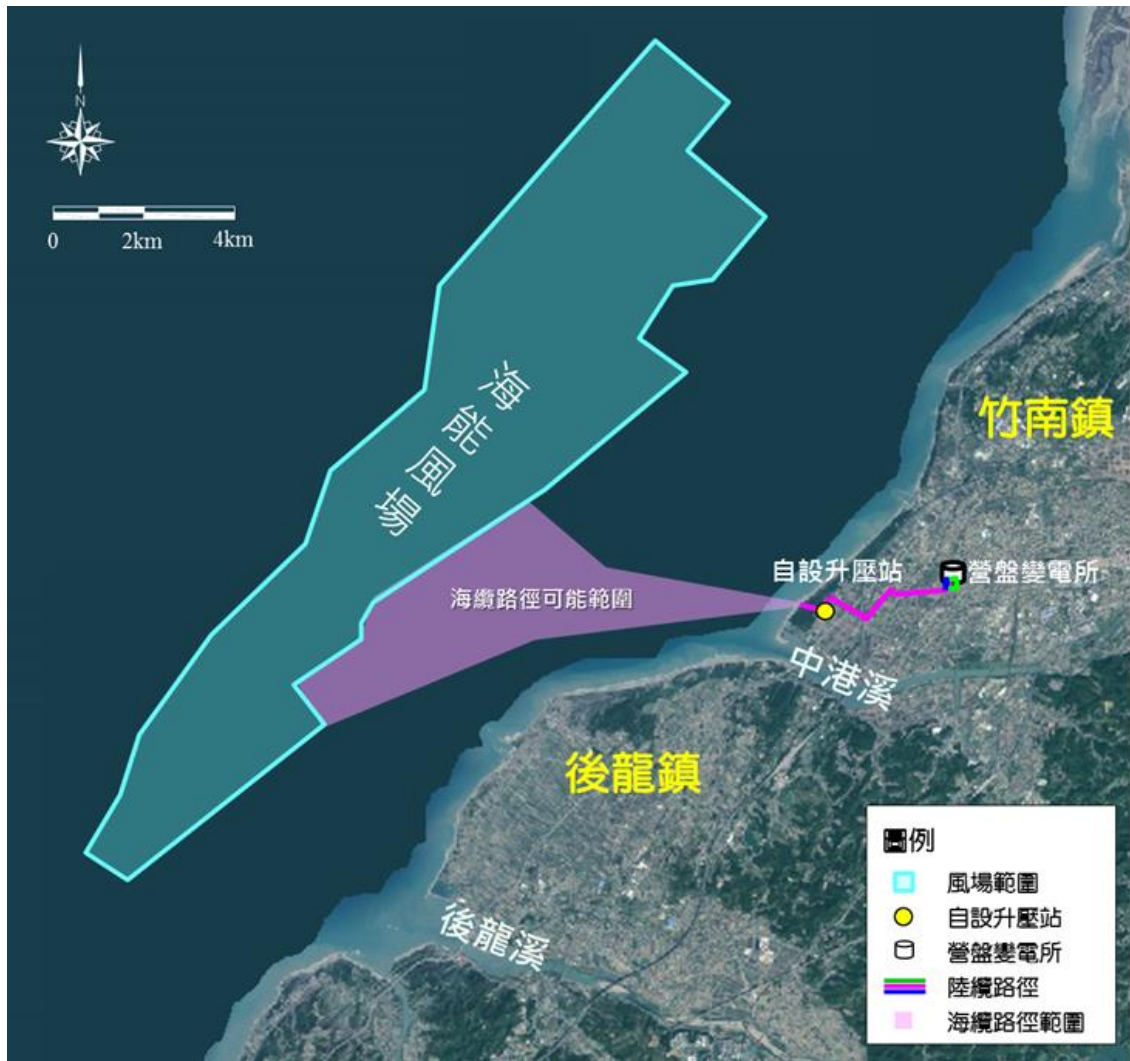 N
0 2km 4km
海能風場
竹南鎮
自設升壓站
營盤變電所
海纜路徑可能範圍
中港溪
後龍鎮
後龍溪
圖例
風場範圍
自設升壓站
營盤變電所
陸纜路徑
海纜路徑範圍